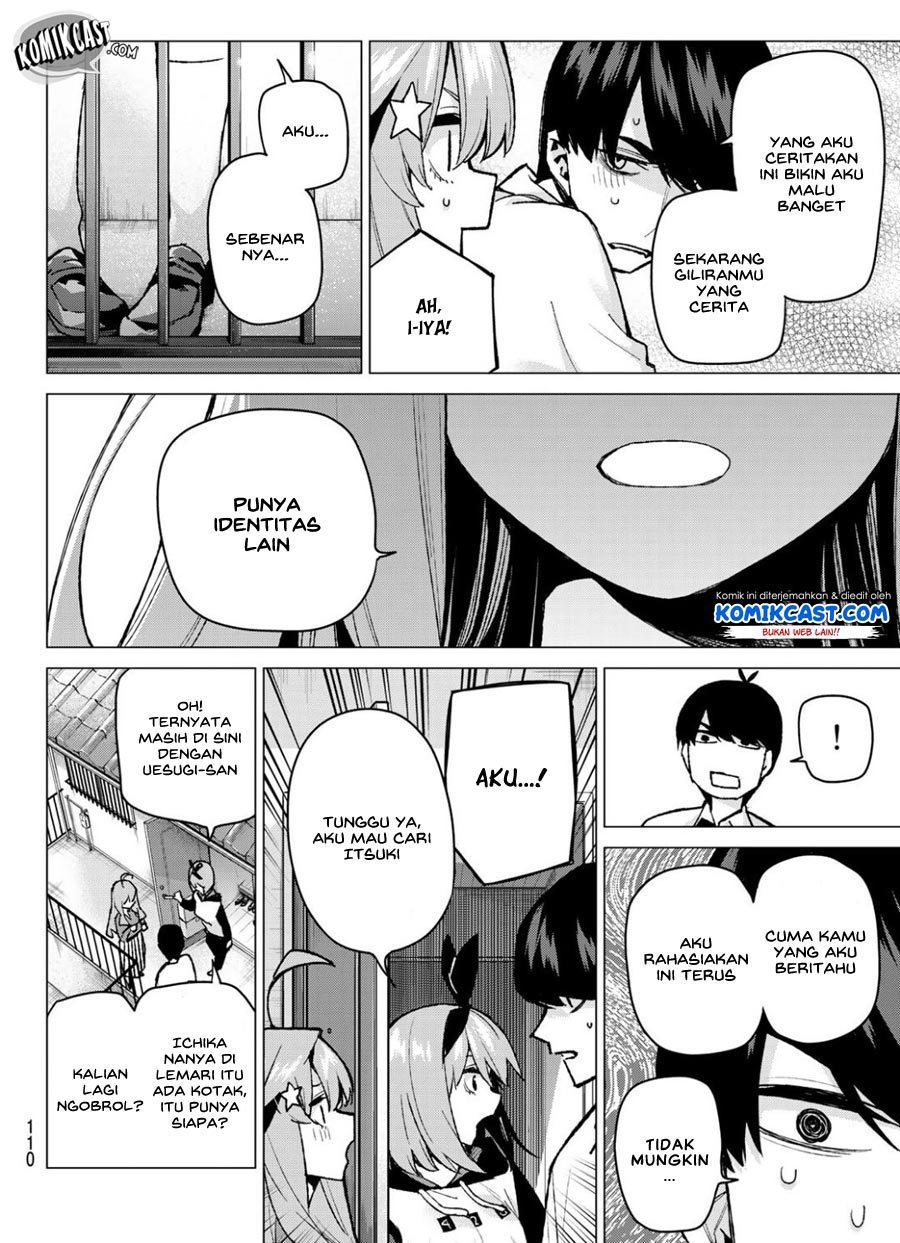 KOMIKCAST
.COM
YANG AKU
CERITAKAN
INI BIKIN AKU
MALU
BANGET
SEKARANG
GILIRANMU
YANG
CERITA
AH,
I-IYA!
AKU...
SEBENAR
NYA...
PUNYA
IDENTITAS
LAIN
Komik ini diterjemahkan & diedit oleh
KOMIKCAST.COM
BUKAN WEB LAIN!!
!
CUMA KAMU
YANG AKU
BERITAHU
AKU
RAHASIAKAN
INI TERUS
TIDAK
MUNGKIN
...
AKU....!
TUNGGU YA,
AKU MAU CARI
ITSUKI
OH!
TERNYATA
MASIH DI SINI
DENGAN
UESUGI-SAN
ICHIKA
NANYA DI
LEMARI ITU
ADA KOTAK,
ITU PUNYA
SIAPA?
KALIAN
LAGI
NGOBROL?
110